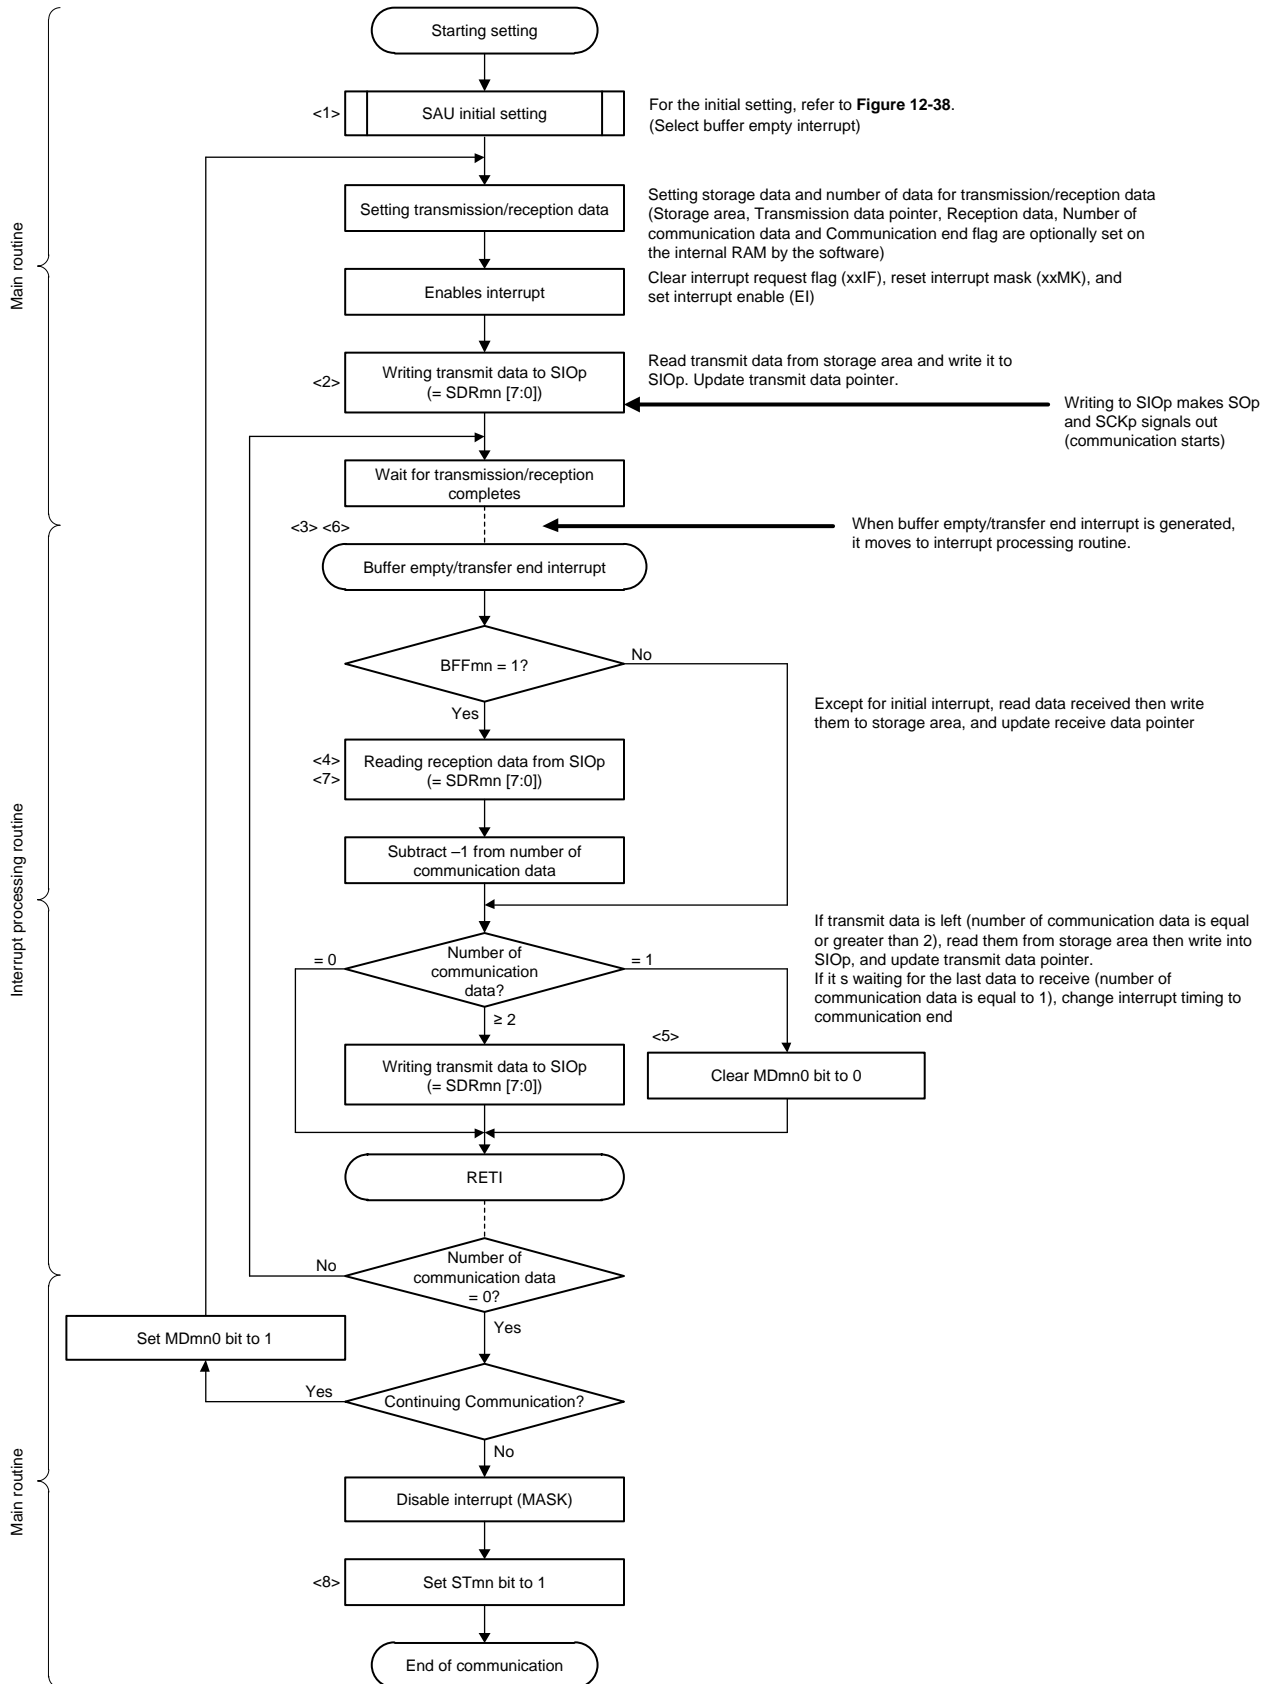 Starting setting
<1>
SAU initial setting
For the initial setting, refer to Figure 12-38.
(Select buffer empty interrupt)
Main routine
Setting transmission/reception data
Setting storage data and number of data for transmission/reception data
(Storage area, Transmission data pointer, Reception data, Number of
communication data and Communication end flag are optionally set on
the internal RAM by the software)
Enables interrupt
Clear interrupt request flag (xxIF), reset interrupt mask (xxMK), and
set interrupt enable (EI)
<2>
Writing transmit data to SIOp
(= SDRmn [7:0])
Read transmit data from storage area and write it to
SIOp. Update transmit data pointer.
Writing to SIOp makes SOp
and SCKp signals out
(communication starts)
Wait for transmission/reception
completes
<3> <6>
When buffer empty/transfer end interrupt is generated,
it moves to interrupt processing routine.
Buffer empty/transfer end interrupt
BFFmn = 1?
No
Yes
Except for initial interrupt, read data received then write
them to storage area, and update receive data pointer
<4>
<7>
Reading reception data from SIOp
(= SDRmn [7:0])
Interrupt processing routine
Subtract –1 from number of
communication data
If transmit data is left (number of communication data is equal
or greater than 2), read them from storage area then write into
SIOp, and update transmit data pointer.
If it s waiting for the last data to receive (number of
communication data is equal to 1), change interrupt timing to
communication end
= 0
Number of
communication
data?
= 1
≥ 2
<5>
Writing transmit data to SIOp
(= SDRmn [7:0])
Clear MDmn0 bit to 0
RETI
No
Number of
communication data
= 0?
Yes
Set MDmn0 bit to 1
Yes
Continuing Communication?
No
Main routine
Disable interrupt (MASK)
<8>
Set STmn bit to 1
End of communication